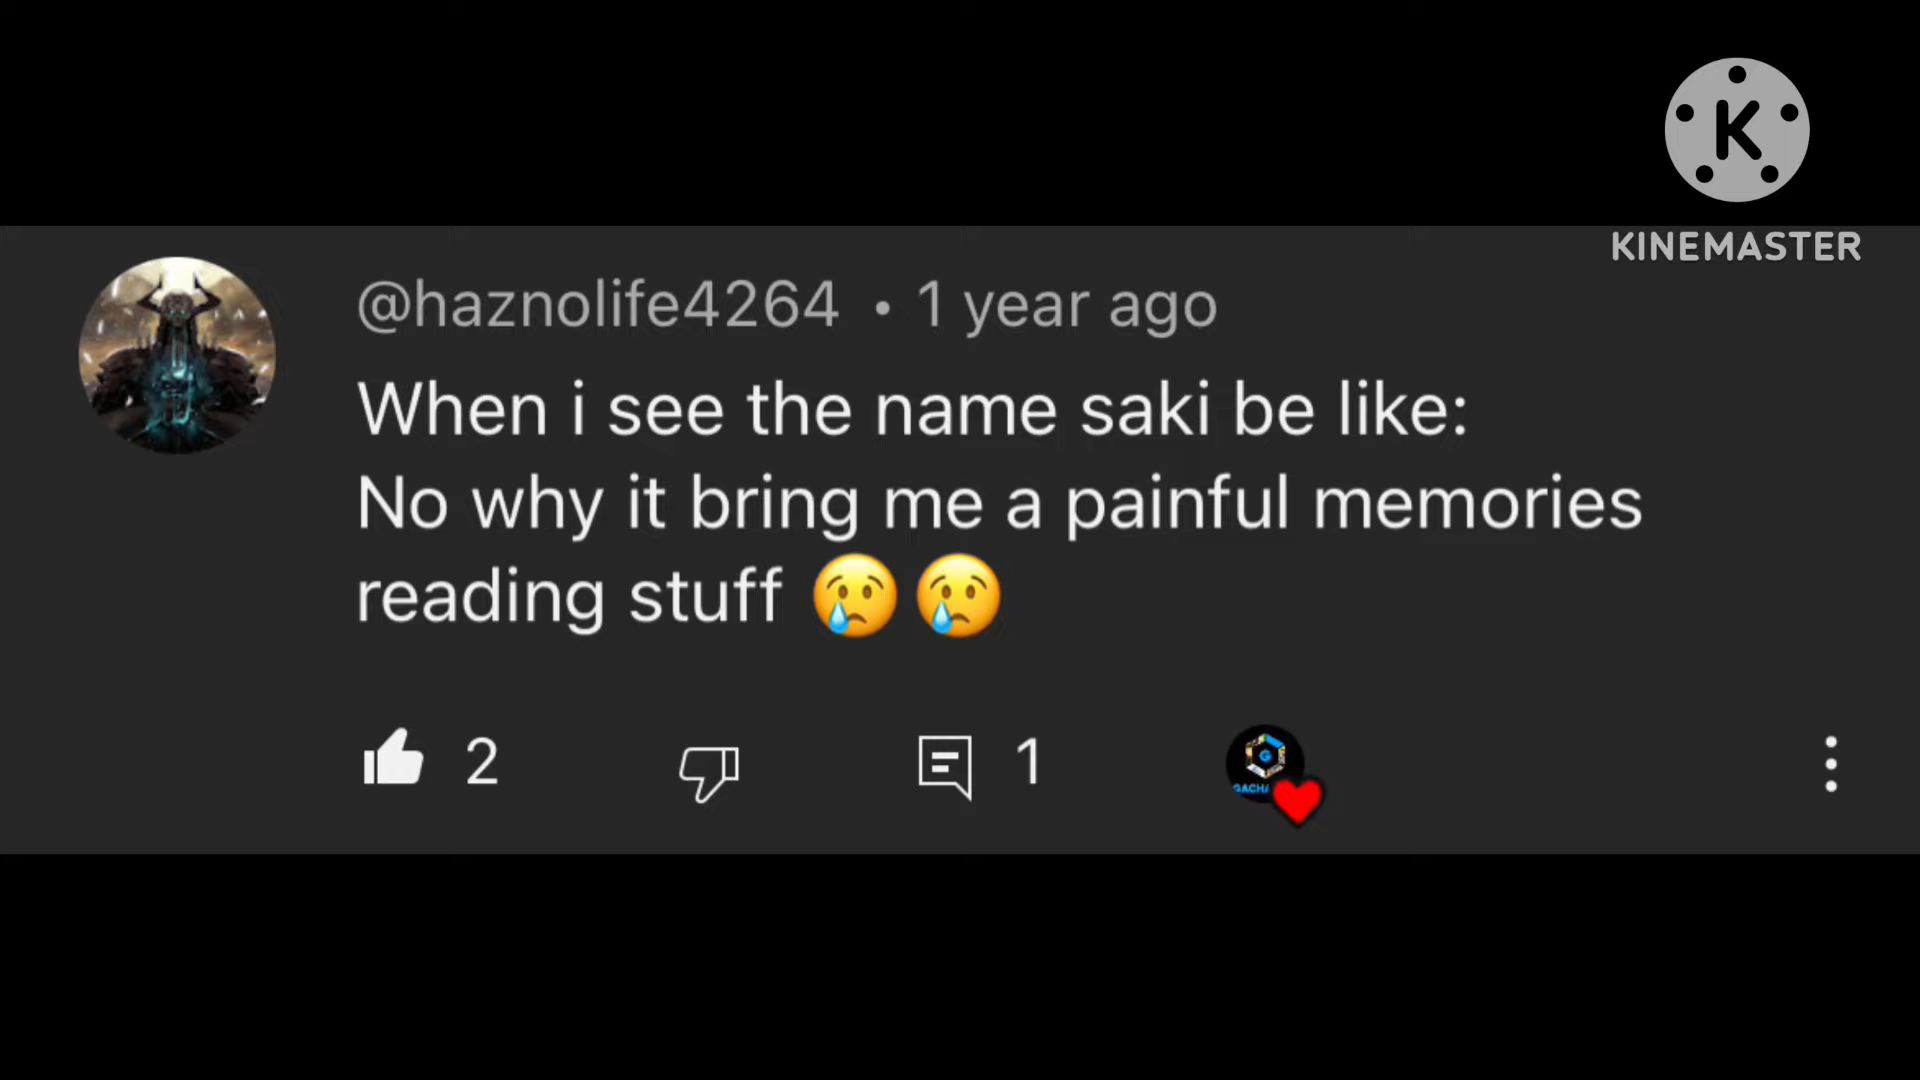 KINEMASTER
@haznolife4264 • 1 year ago
When i see the name saki be like:
No why it bring me a painful memories
reading stuff 😢😢
2
1
G
GACHA